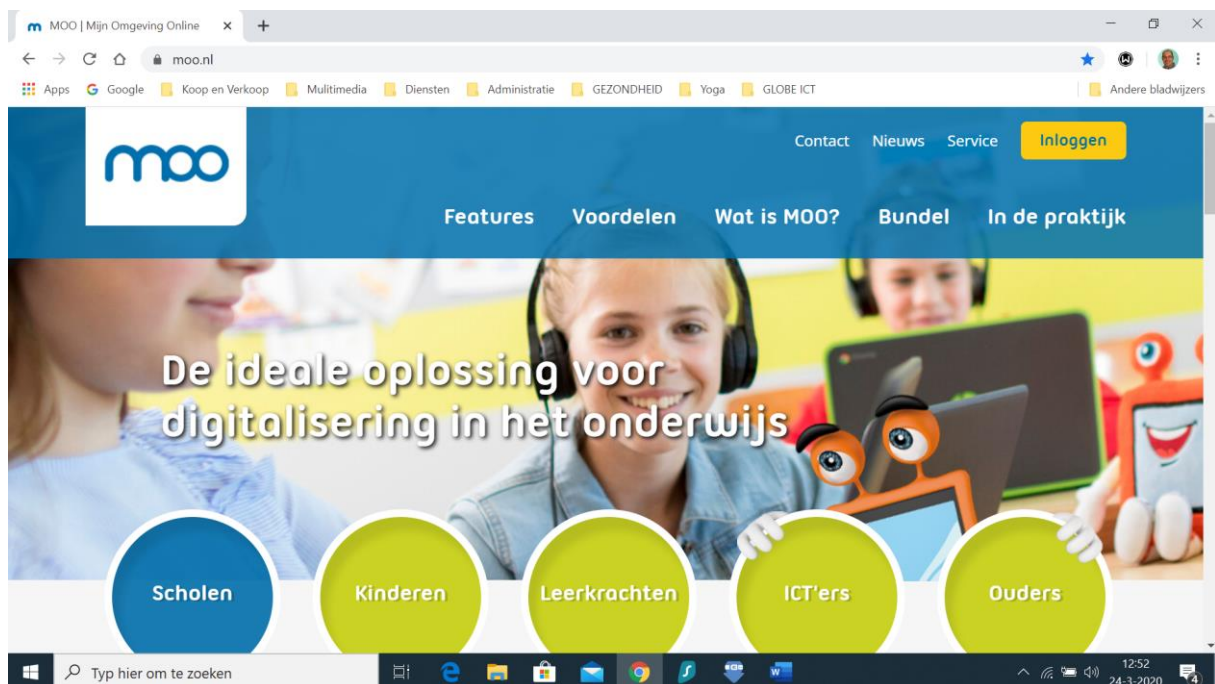 MOO | Mijn Omgeving Online
moo.nl
Apps Google Koop en Verkoop Mulitimedia Diensten Administratie GEZONDHEID Yoga GLOBE ICT Andere bladwijzers
moo
Contact Nieuws Service Inloggen
Features Voordelen Wat is MOO? Bundel In de praktijk
De ideale oplossing voor
digitalisering in het onderwijs
Scholen Kinderen Leerkrachten ICT'ers Ouders
Typ hier om te zoeken
12:52
24-3-2020
4